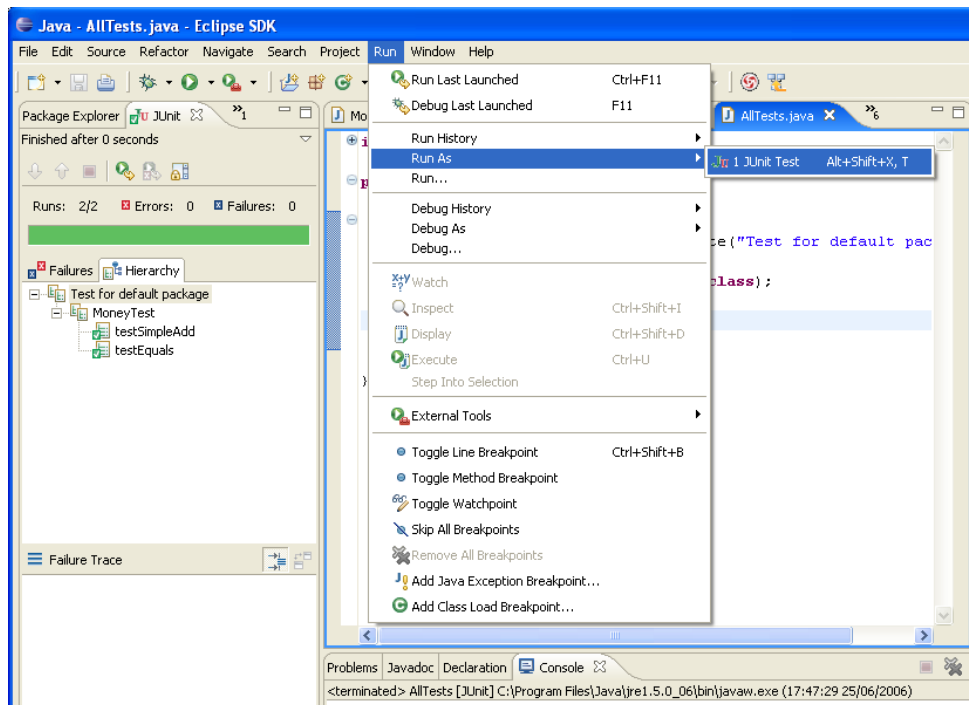 Java - AllTests.java - Eclipse SDK
File Edit Source Refactor Navigate Search Project Run Window Help
Package Explorer JUnit »1
Finished after 0 seconds
Runs: 2/2 Errors: 0 Failures: 0
Failures Hierarchy
Test for default package
MoneyTest
testSimpleAdd
testEquals
Failure Trace
Run Last Launched Ctrl+F11
Debug Last Launched F11
Run History
Run As
Run...
Debug History
Debug As
Debug...
Watch
Inspect Ctrl+Shift+I
Display Ctrl+Shift+D
Execute Ctrl+U
Step Into Selection
External Tools
Toggle Line Breakpoint Ctrl+Shift+B
Toggle Method Breakpoint
Toggle Watchpoint
Skip All Breakpoints
Remove All Breakpoints
Add Java Exception Breakpoint...
Add Class Load Breakpoint...
1 JUnit Test Alt+Shift+X, T
Mo
AllTests.java »6
i
p
te("Test for default pac
class);
}
Problems Javadoc Declaration Console
<terminated> AllTests [JUnit] C:\Program Files\Java\jre1.5.0_06\bin\javaw.exe (17:47:29 25/06/2006)